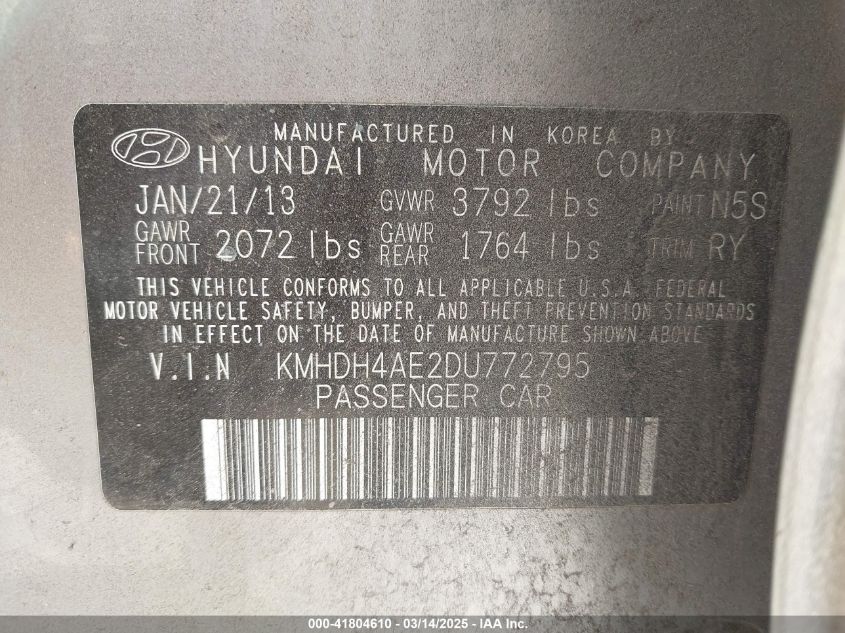 MANUFACTURED IN KOREA BY
HYUNDAI MOTOR COMPANY
JAN/21/13 GVWR 3792 lbs PAINT N5S
GAWR FRONT 2072 lbs GAWR REAR 1764 lbs TRIM RY
THIS VEHICLE CONFORMS TO ALL APPLICABLE U.S.A. FEDERAL
MOTOR VEHICLE SAFETY, BUMPER, AND THEFT PREVENTION STANDARDS
IN EFFECT ON THE DATE OF MANUFACTURE SHOWN ABOVE
V.I.N KMHDH4AE2DU772795
PASSENGER CAR
000-41804610 - 03/14/2025 - IAA Inc.